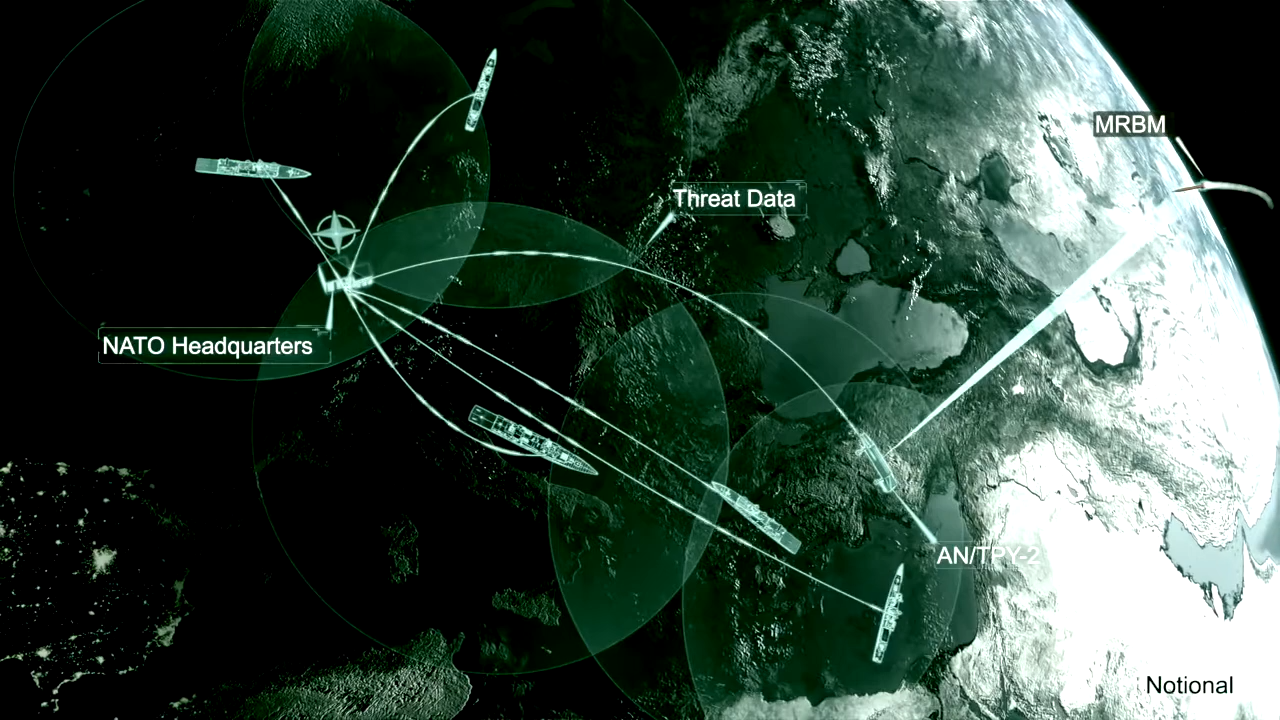 MRBM
Threat Data
NATO Headquarters
AN/TPY-2
Notional